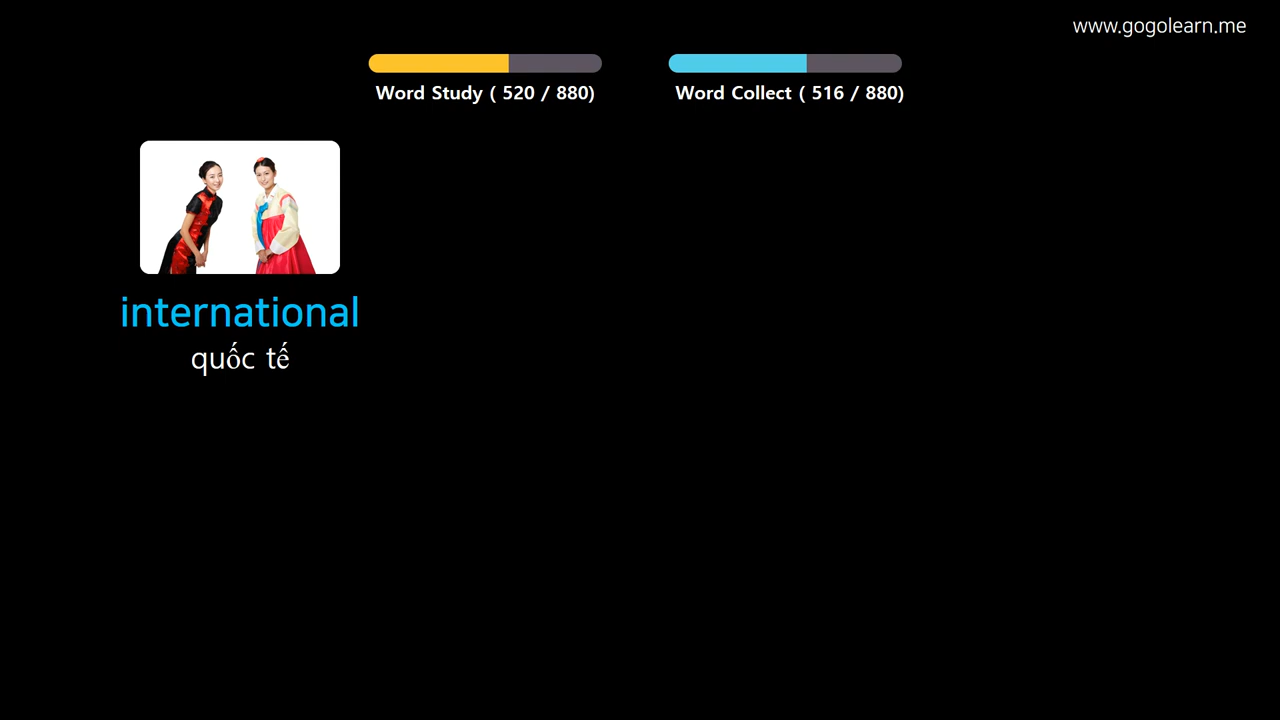 www.gogolearn.me
Word Study ( 520 / 880)
Word Collect ( 516 / 880)
international
quốc tế